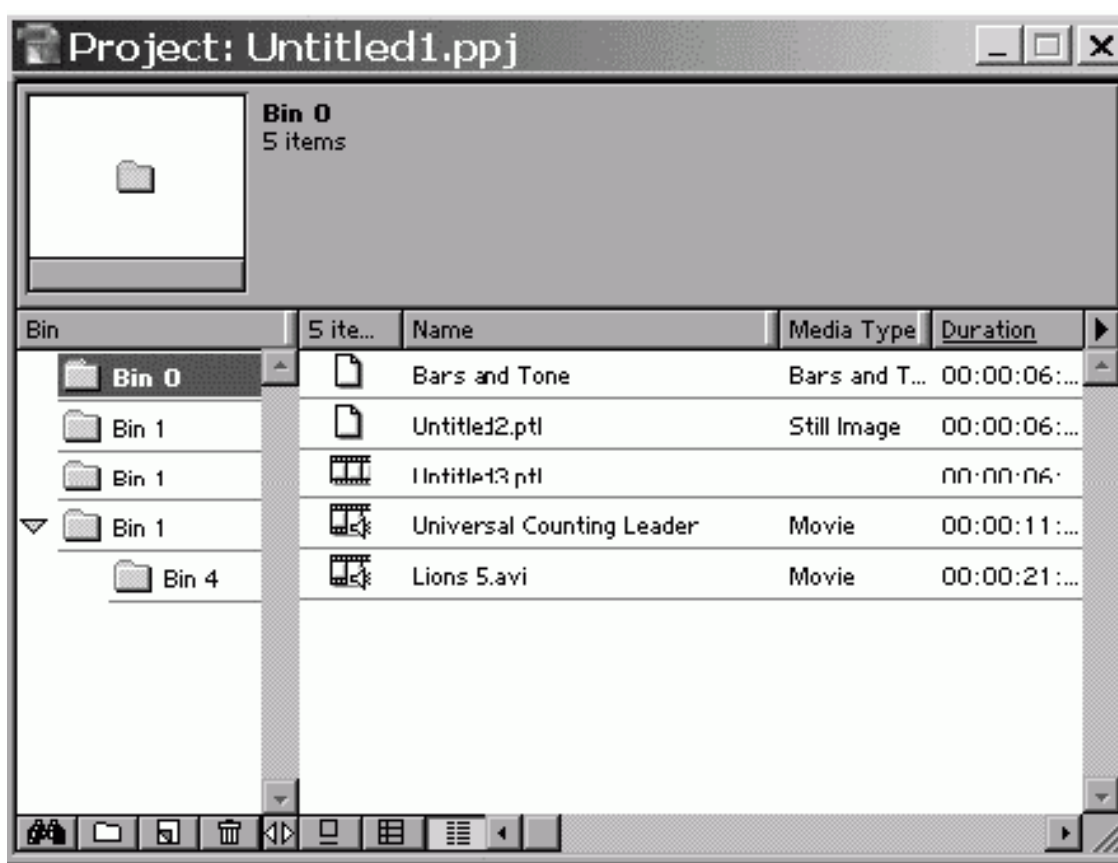 Project: Untitled1.ppj
Bin 0
5 items
Bin
5 ite...
Name
Media Type
Duration
Bin 0
Bars and Tone
Bars and T...
00:00:06:...
Bin 1
Untitled2.ptl
Still Image
00:00:06:...
Bin 1
Untitled3.ptl
00:00:06:
Bin 1
Universal Counting Leader
Movie
00:00:11:...
Bin 4
Lions 5.avi
Movie
00:00:21:...